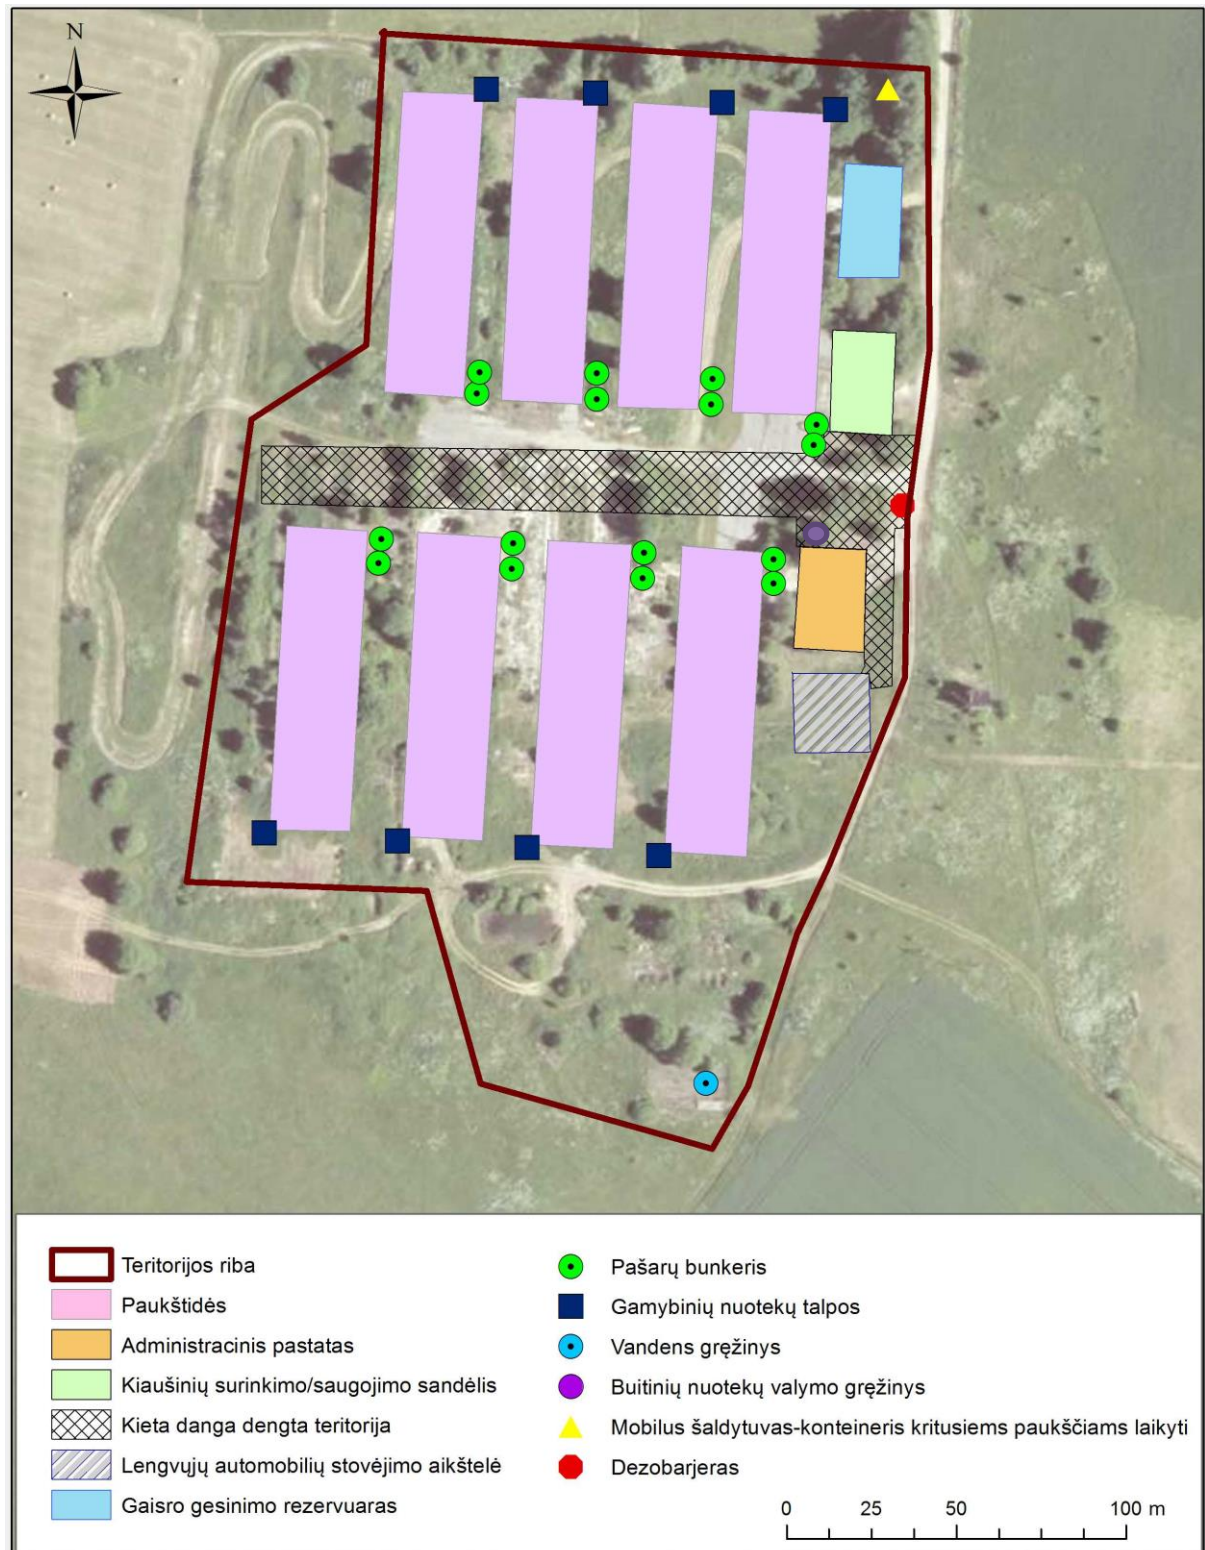 N
Teritorijos riba
Paukštidės
Administracinis pastatas
Kiaušinių surinkimo/saugojimo sandėlis
Kieta danga dengta teritorija
Lengvųjų automobilių stovėjimo aikštelė
Gaisro gesinimo rezervuaras
Pašarų bunkeris
Gamybinių nuotekų talpos
Vandens gręžinys
Buitinių nuotekų valymo gręžinys
Mobilus šaldytuvas-konteineris kritusiems paukščiams laikyti
Dezobarjeras
0 25 50 100 m